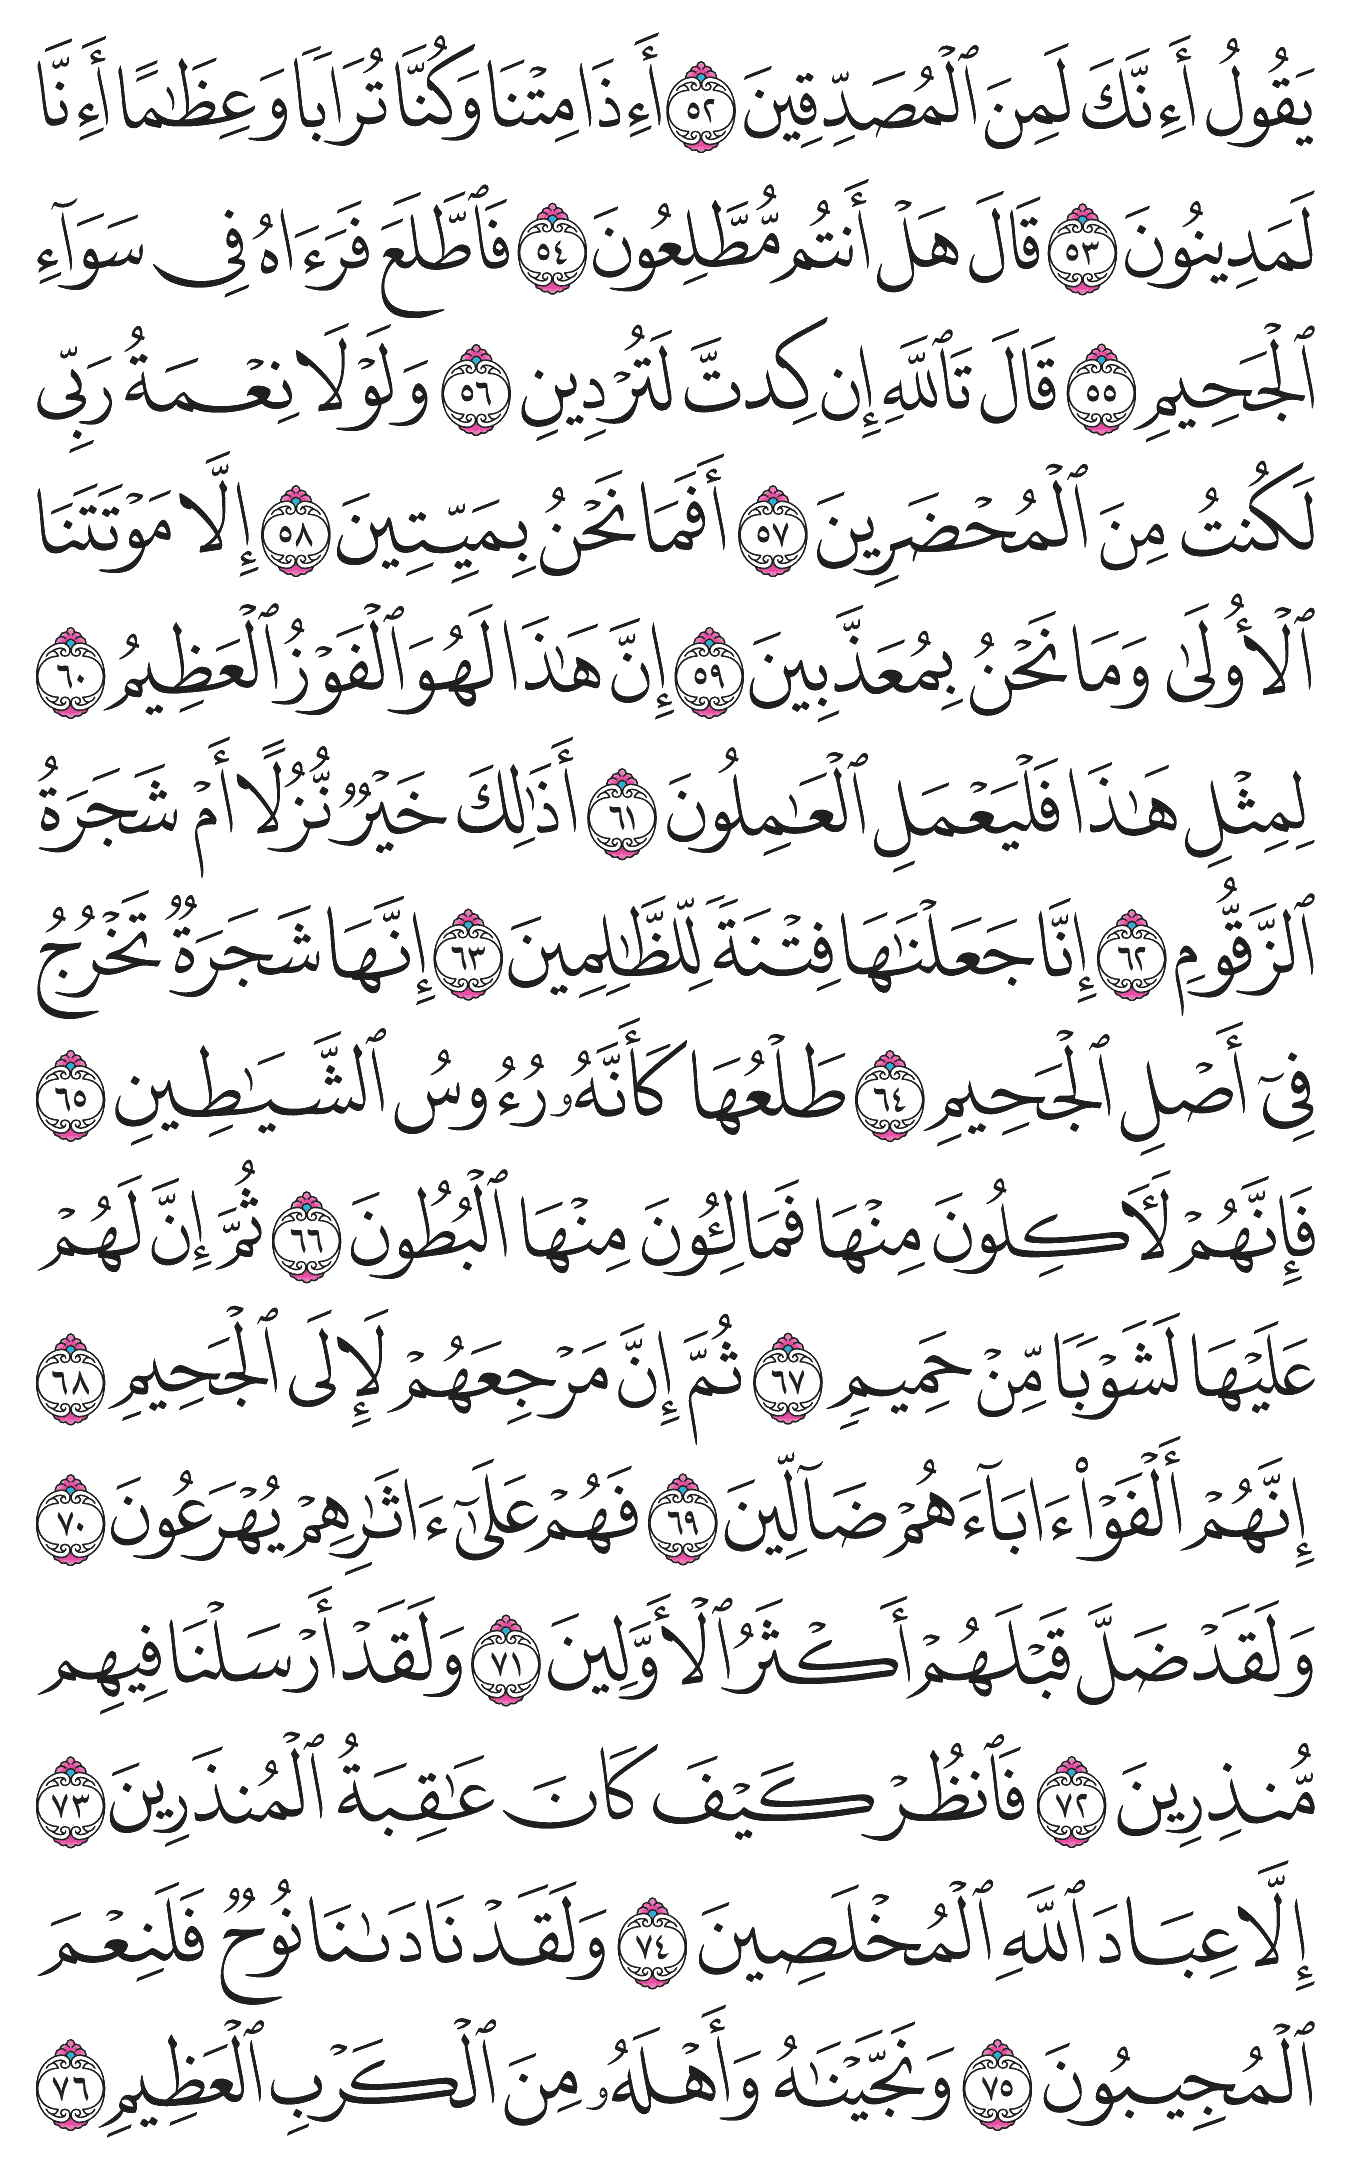 يَقُولُ أَءِنَّكَ لَمِنَ ٱلْمُصَدِّقِينَ ٥٢ أَءِذَا مِتْنَا وَكُنَّا تُرَابًا وَعِظَٰمًا أَءِنَّا
لَمَدِينُونَ ٥٣ قَالَ هَلْ أَنتُم مُّطَّلِعُونَ ٥٤ فَٱطَّلَعَ فَرَءَاهُ فِى سَوَآءِ
ٱلْجَحِيمِ ٥٥ قَالَ تَٱللَّهِ إِن كِدتَّ لَتُرْدِينِ ٥٦ وَلَوْلَا نِعْمَةُ رَبِّى
لَكُنتُ مِنَ ٱلْمُحْضَرِينَ ٥٧ أَفَمَا نَحْنُ بِمَيِّتِينَ ٥٨ إِلَّا مَوْتَتَنَا
ٱلْأُولَىٰ وَمَا نَحْنُ بِمُعَذَّبِينَ ٥٩ إِنَّ هَٰذَا لَهُوَ ٱلْفَوْزُ ٱلْعَظِيمُ ٦٠
لِمِثْلِ هَٰذَا فَلْيَعْمَلِ ٱلْعَٰمِلُونَ ٦١ أَذَٰلِكَ خَيْرٌ نُّزُلًا أَمْ شَجَرَةُ
ٱلزَّقُّومِ ٦٢ إِنَّا جَعَلْنَٰهَا فِتْنَةً لِّلظَّٰلِمِينَ ٦٣ إِنَّهَا شَجَرَةٌ تَخْرُجُ
فِىٓ أَصْلِ ٱلْجَحِيمِ ٦٤ طَلْعُهَا كَأَنَّهُۥ رُءُوسُ ٱلشَّيَٰطِينِ ٦٥
فَإِنَّهُمْ لَءَاكِلُونَ مِنْهَا فَمَالِـُٔونَ مِنْهَا ٱلْبُطُونَ ٦٦ ثُمَّ إِنَّ لَهُمْ
عَلَيْهَا لَشَوْبًا مِّنْ حَمِيمٍ ٦٧ ثُمَّ إِنَّ مَرْجِعَهُمْ لَإِلَى ٱلْجَحِيمِ ٦٨
إِنَّهُمْ أَلْفَوْا۟ ءَابَآءَهُمْ ضَآلِّينَ ٦٩ فَهُمْ عَلَىٰٓ ءَاثَٰرِهِمْ يُهْرَعُونَ ٧٠
وَلَقَدْ ضَلَّ قَبْلَهُمْ أَكْثَرُ ٱلْأَوَّلِينَ ٧١ وَلَقَدْ أَرْسَلْنَا فِيهِم
مُّنذِرِينَ ٧٢ فَٱنظُرْ كَيْفَ كَانَ عَٰقِبَةُ ٱلْمُنذَرِينَ ٧٣
إِلَّا عِبَادَ ٱللَّهِ ٱلْمُخْلَصِينَ ٧٤ وَلَقَدْ نَادَىٰنَا نُوحٌ فَلَنِعْمَ
ٱلْمُجِيبُونَ ٧٥ وَنَجَّيْنَٰهُ وَأَهْلَهُۥ مِنَ ٱلْكَرْبِ ٱلْعَظِيمِ ٧٦